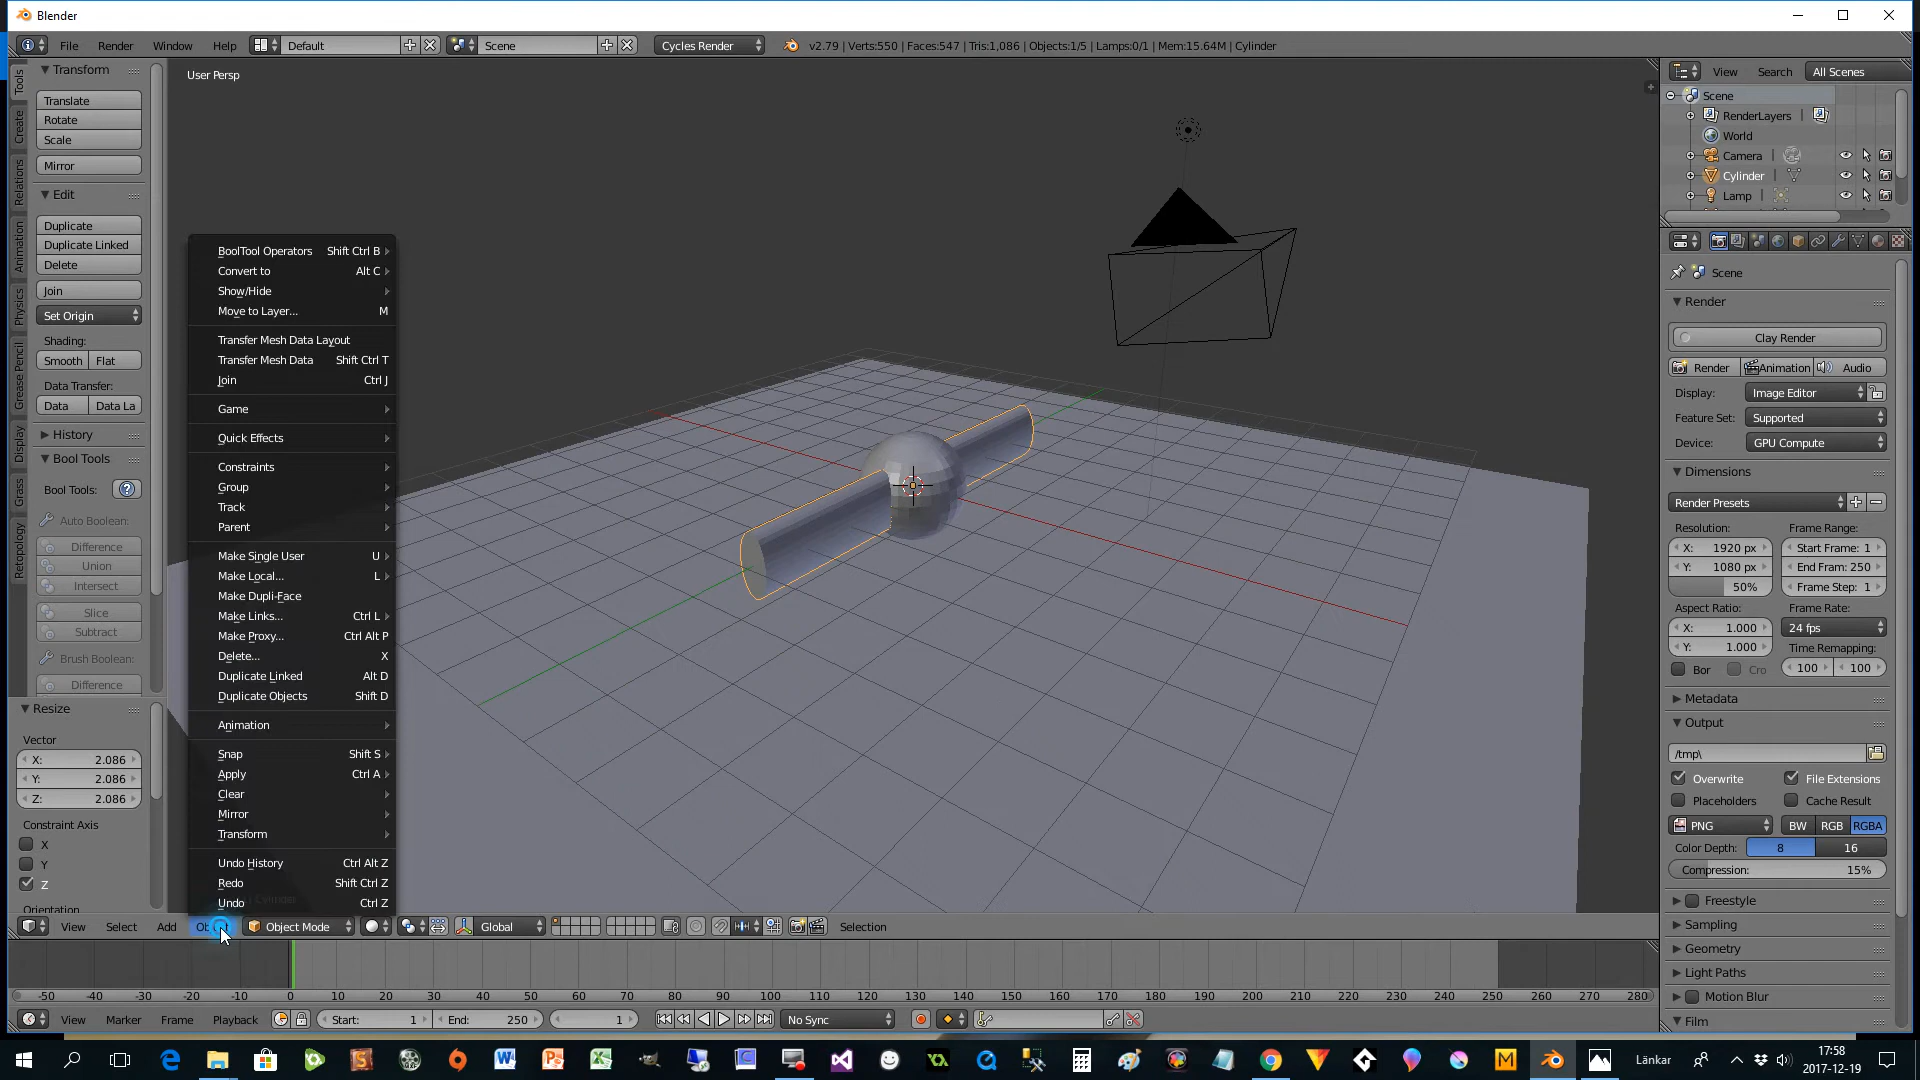 Blender
File Render Window Help Default Scene Cycles Render v2.79 | Verts:550 | Faces:547 | Tris:1,086 | Objects:1/5 | Lamps:0/1 | Mem:15.64M | Cylinder
Tools
Create
Relations
Animation
Physics
Grease Pencil
Display
Grass
Retopology
Transform
Translate
Rotate
Scale
Mirror
Edit
Duplicate
Duplicate Linked
Delete
Join
Set Origin
Shading:
Smooth Flat
Data Transfer:
Data Data La
History
Bool Tools
Bool Tools: ?
Auto Boolean:
Difference
Union
Intersect
Slice
Subtract
Brush Boolean:
Difference
Resize
Vector
X: 2.086
Y: 2.086
Z: 2.086
Constraint Axis
X
Y
Z
Orientation
User Persp
BoolTool Operators Shift Ctrl B
Convert to Alt C
Show/Hide
Move to Layer... M
Transfer Mesh Data Layout
Transfer Mesh Data Shift Ctrl T
Join Ctrl J
Game
Quick Effects
Constraints
Group
Track
Parent
Make Single User U
Make Local... L
Make Dupli-Face
Make Links... Ctrl L
Make Proxy... Ctrl Alt P
Delete... X
Duplicate Linked Alt D
Duplicate Objects Shift D
Animation
Snap Shift S
Apply Ctrl A
Clear
Mirror
Transform
Undo History Ctrl Alt Z
Redo Shift Ctrl Z
Undo Ctrl Z
View Select Add Object Mode Global Selection
-50 -40 -30 -20 -10 0 10 20 30 40 50 60 70 80 90 100 110 120 130 140 150 160 170 180 190 200 210 220 230 240 250 260 270 280
View Marker Frame Playback Start: 1 End: 250 1 No Sync
View Search All Scenes
Scene
RenderLayers
World
Camera
Cylinder
Lamp
Scene
Render
Clay Render
Render Animation Audio
Display: Image Editor
Feature Set: Supported
Device: GPU Compute
Dimensions
Render Presets
Resolution: Frame Range:
X: 1920 px Start Frame: 1
Y: 1080 px End Fram: 250
50% Frame Step: 1
Aspect Ratio: Frame Rate:
X: 1.000 24 fps
Y: 1.000 Time Remapping:
Bor Cro 100 100
Metadata
Output
/tmp\
Overwrite File Extensions
Placeholders Cache Result
PNG BW RGB RGBA
Color Depth: 8 16
Compression: 15%
Freestyle
Sampling
Geometry
Light Paths
Motion Blur
Film
Länkar
17:58
2017-12-19